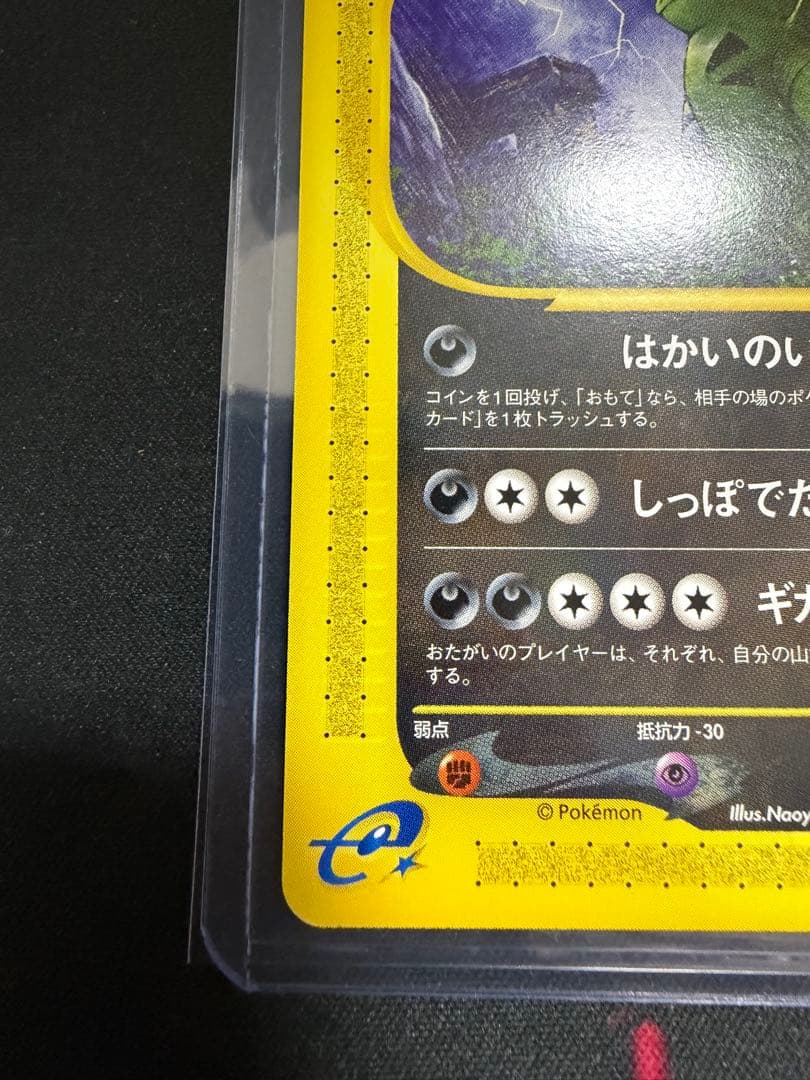 はかいのい
コインを1回投げ、「おもて」なら、相手の場のポケ
カード」を1枚トラッシュする。
しっぽでた
ギガ
おたがいのプレイヤーは、それぞれ、自分の山
する。
弱点 抵抗力 -30
© Pokémon Illus.Naoy